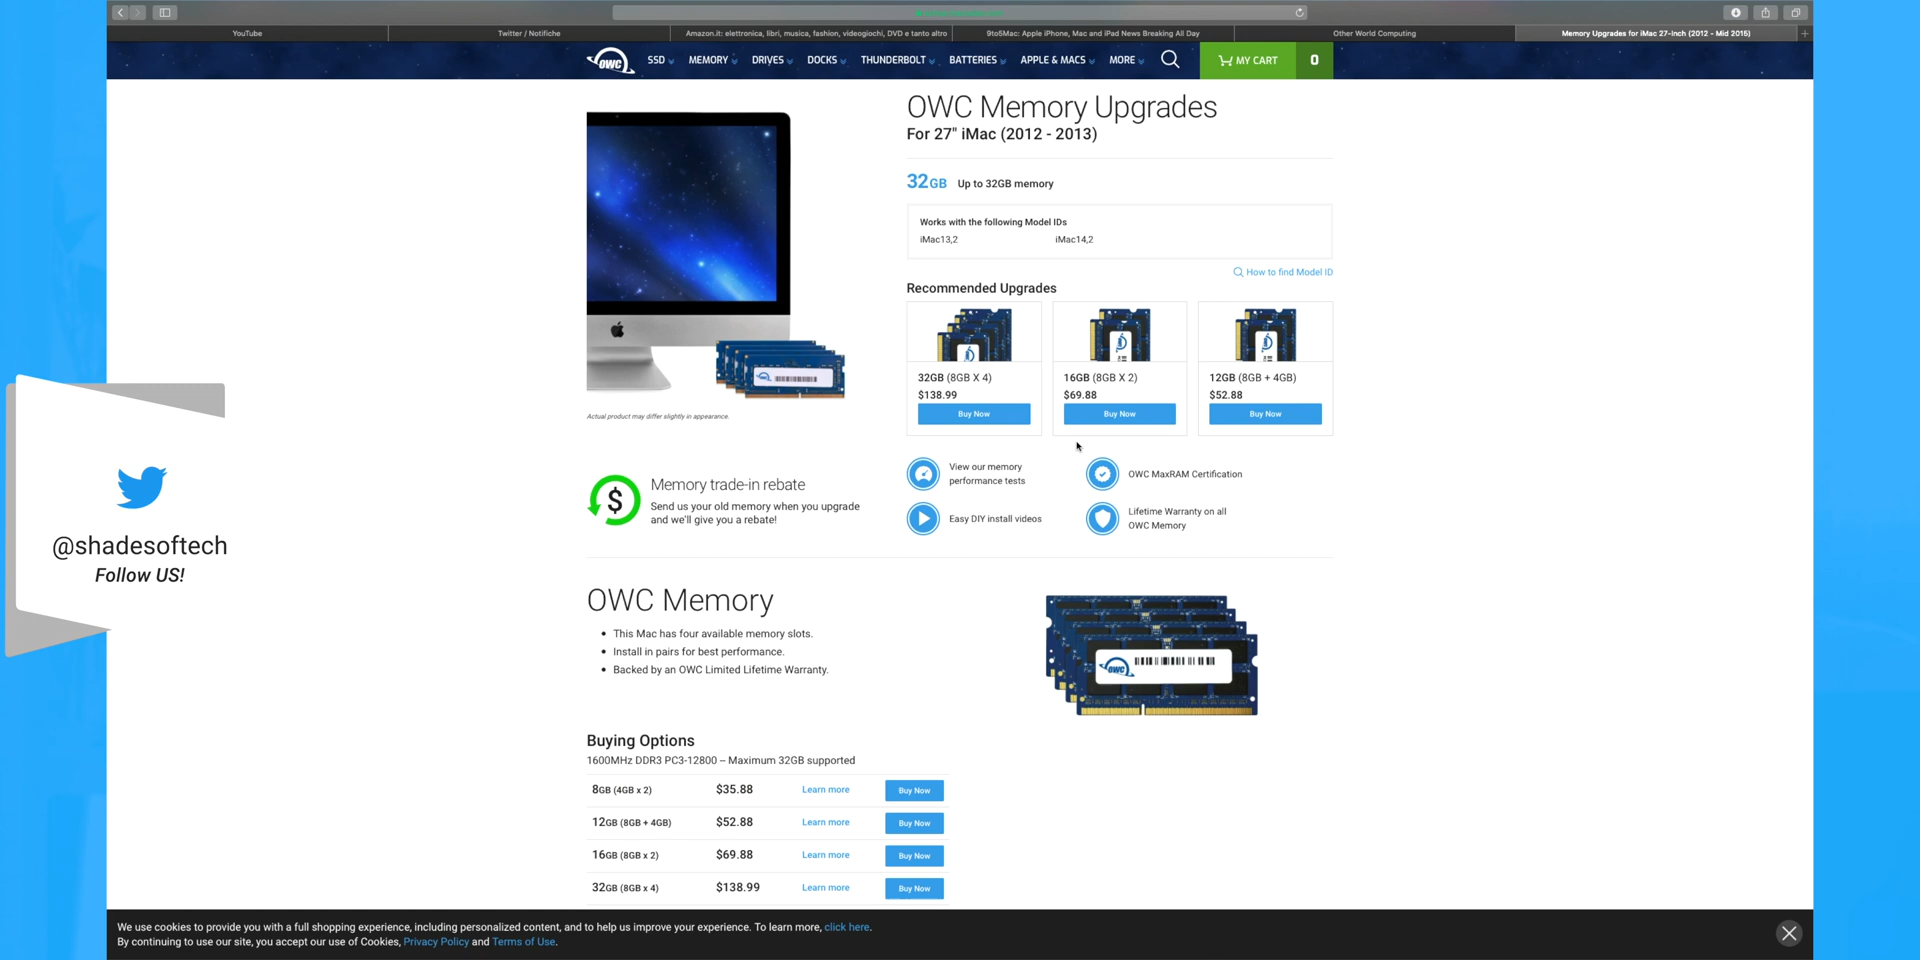 YouTube
Twitter / Notifiche
Amazon.it: elettronica, libri, musica, fashion, videogiochi, DVD e tanto altro
9to5Mac: Apple iPhone, Mac and iPad News Breaking All Day
Other World Computing
Memory Upgrades for iMac 27-Inch (2012 - Mid 2015)
OWC
SSD
MEMORY
DRIVES
DOCKS
THUNDERBOLT
BATTERIES
APPLE & MACS
MORE
MY CART
0
OWC Memory Upgrades
For 27" iMac (2012 - 2013)
32GB Up to 32GB memory
Works with the following Model IDs
iMac13,2
iMac14,2
How to find Model ID
Recommended Upgrades
32GB (8GB X 4)
$138.99
Buy Now
16GB (8GB X 2)
$69.88
Buy Now
12GB (8GB + 4GB)
$52.88
Buy Now
Actual product may differ slightly in appearance.
Memory trade-in rebate
Send us your old memory when you upgrade
and we'll give you a rebate!
View our memory
performance tests
OWC MaxRAM Certification
Easy DIY install videos
Lifetime Warranty on all
OWC Memory
@shadesoftech
Follow US!
OWC Memory
This Mac has four available memory slots.
Install in pairs for best performance.
Backed by an OWC Limited Lifetime Warranty.
OWC
Buying Options
1600MHz DDR3 PC3-12800 – Maximum 32GB supported
8GB (4GB x 2) $35.88 Learn more Buy Now
12GB (8GB + 4GB) $52.88 Learn more Buy Now
16GB (8GB x 2) $69.88 Learn more Buy Now
32GB (8GB x 4) $138.99 Learn more Buy Now
We use cookies to provide you with a full shopping experience, including personalized content, and to help us improve your experience. To learn more, click here.
By continuing to use our site, you accept our use of Cookies, Privacy Policy and Terms of Use.